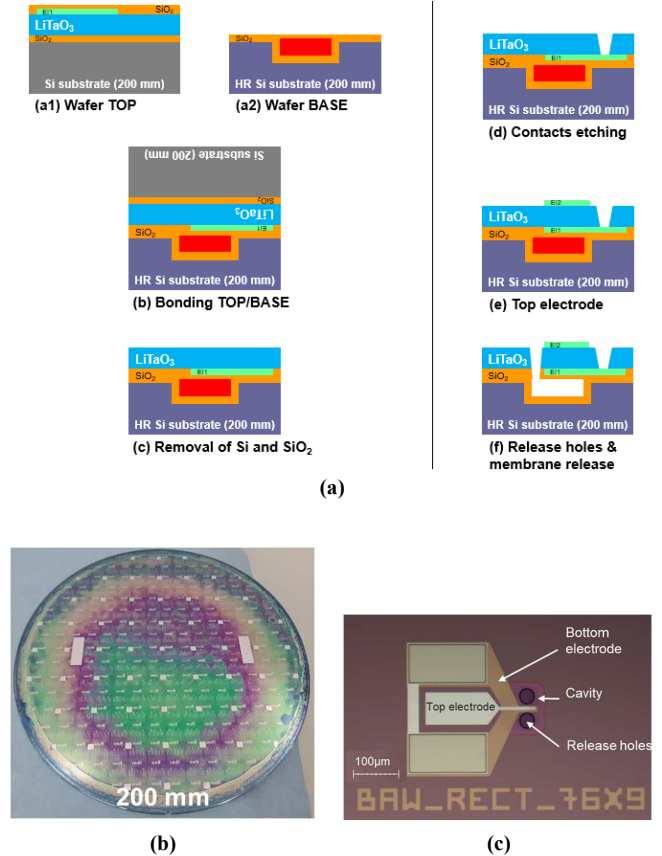 El1
SiO2
LiTaO3
SiO2
Si substrate (200 mm)
(a1) Wafer TOP
HR Si substrate (200 mm)
(a2) Wafer BASE
LiTaO3
SiO2
El1
HR Si substrate (200 mm)
(d) Contacts etching
Si substrate (200 mm)
SiO2
LiTaO3
SiO2
El1
HR Si substrate (200 mm)
(b) Bonding TOP/BASE
El2
LiTaO3
SiO2
El1
HR Si substrate (200 mm)
(e) Top electrode
LiTaO3
SiO2
El1
HR Si substrate (200 mm)
(c) Removal of Si and SiO2
El2
LiTaO3
SiO2
El1
HR Si substrate (200 mm)
(f) Release holes &
membrane release
(a)
200 mm
(b)
Bottom
electrode
Cavity
Top electrode
Release holes
100µm
BAW_RECT_76X9
(c)